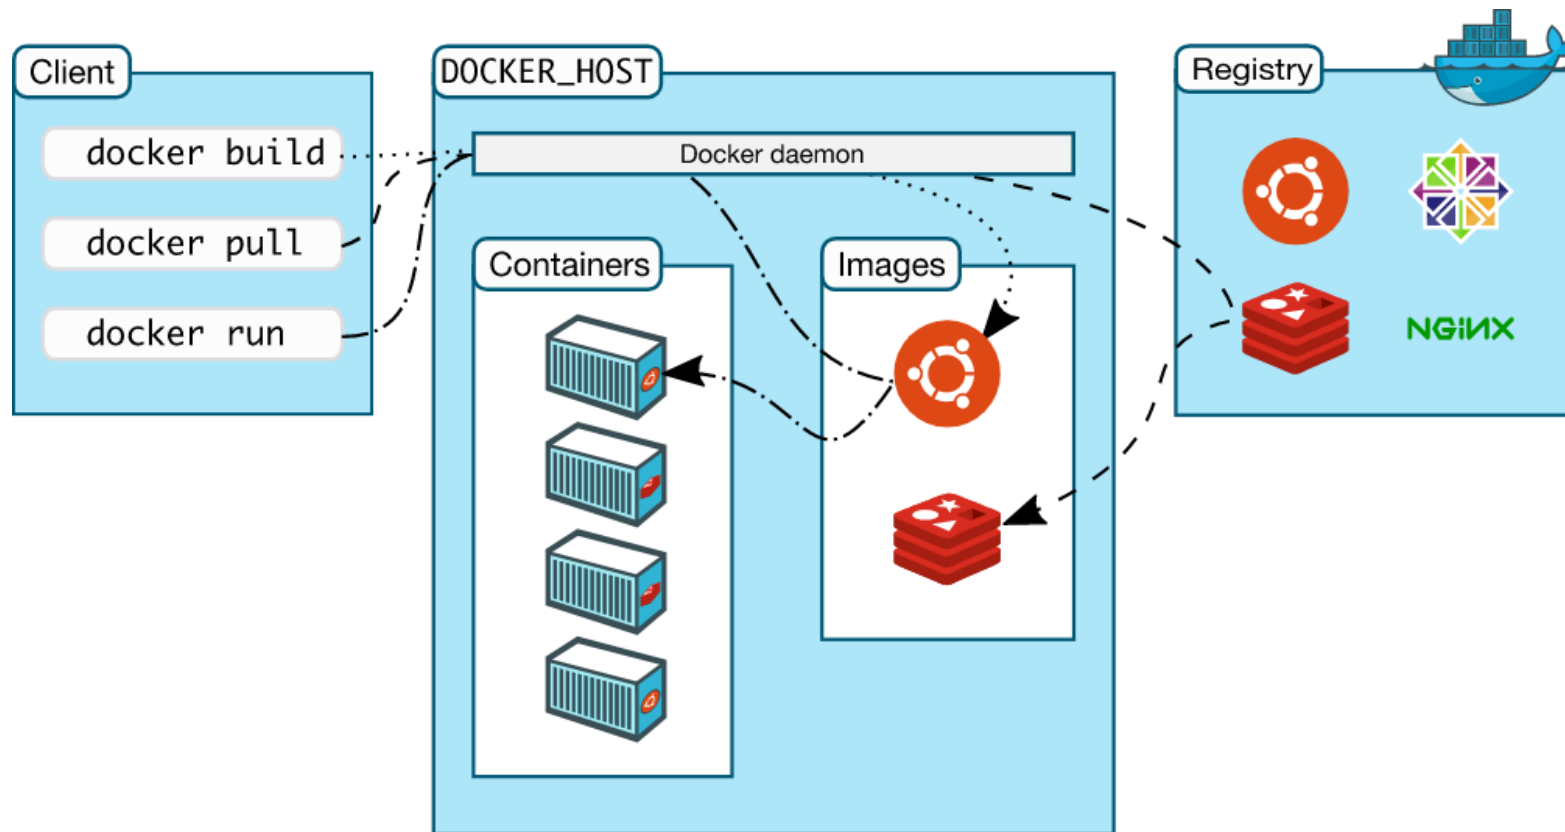 Client
docker build
docker pull
docker run
DOCKER_HOST
Docker daemon
Containers
Images
Registry
NGiNX